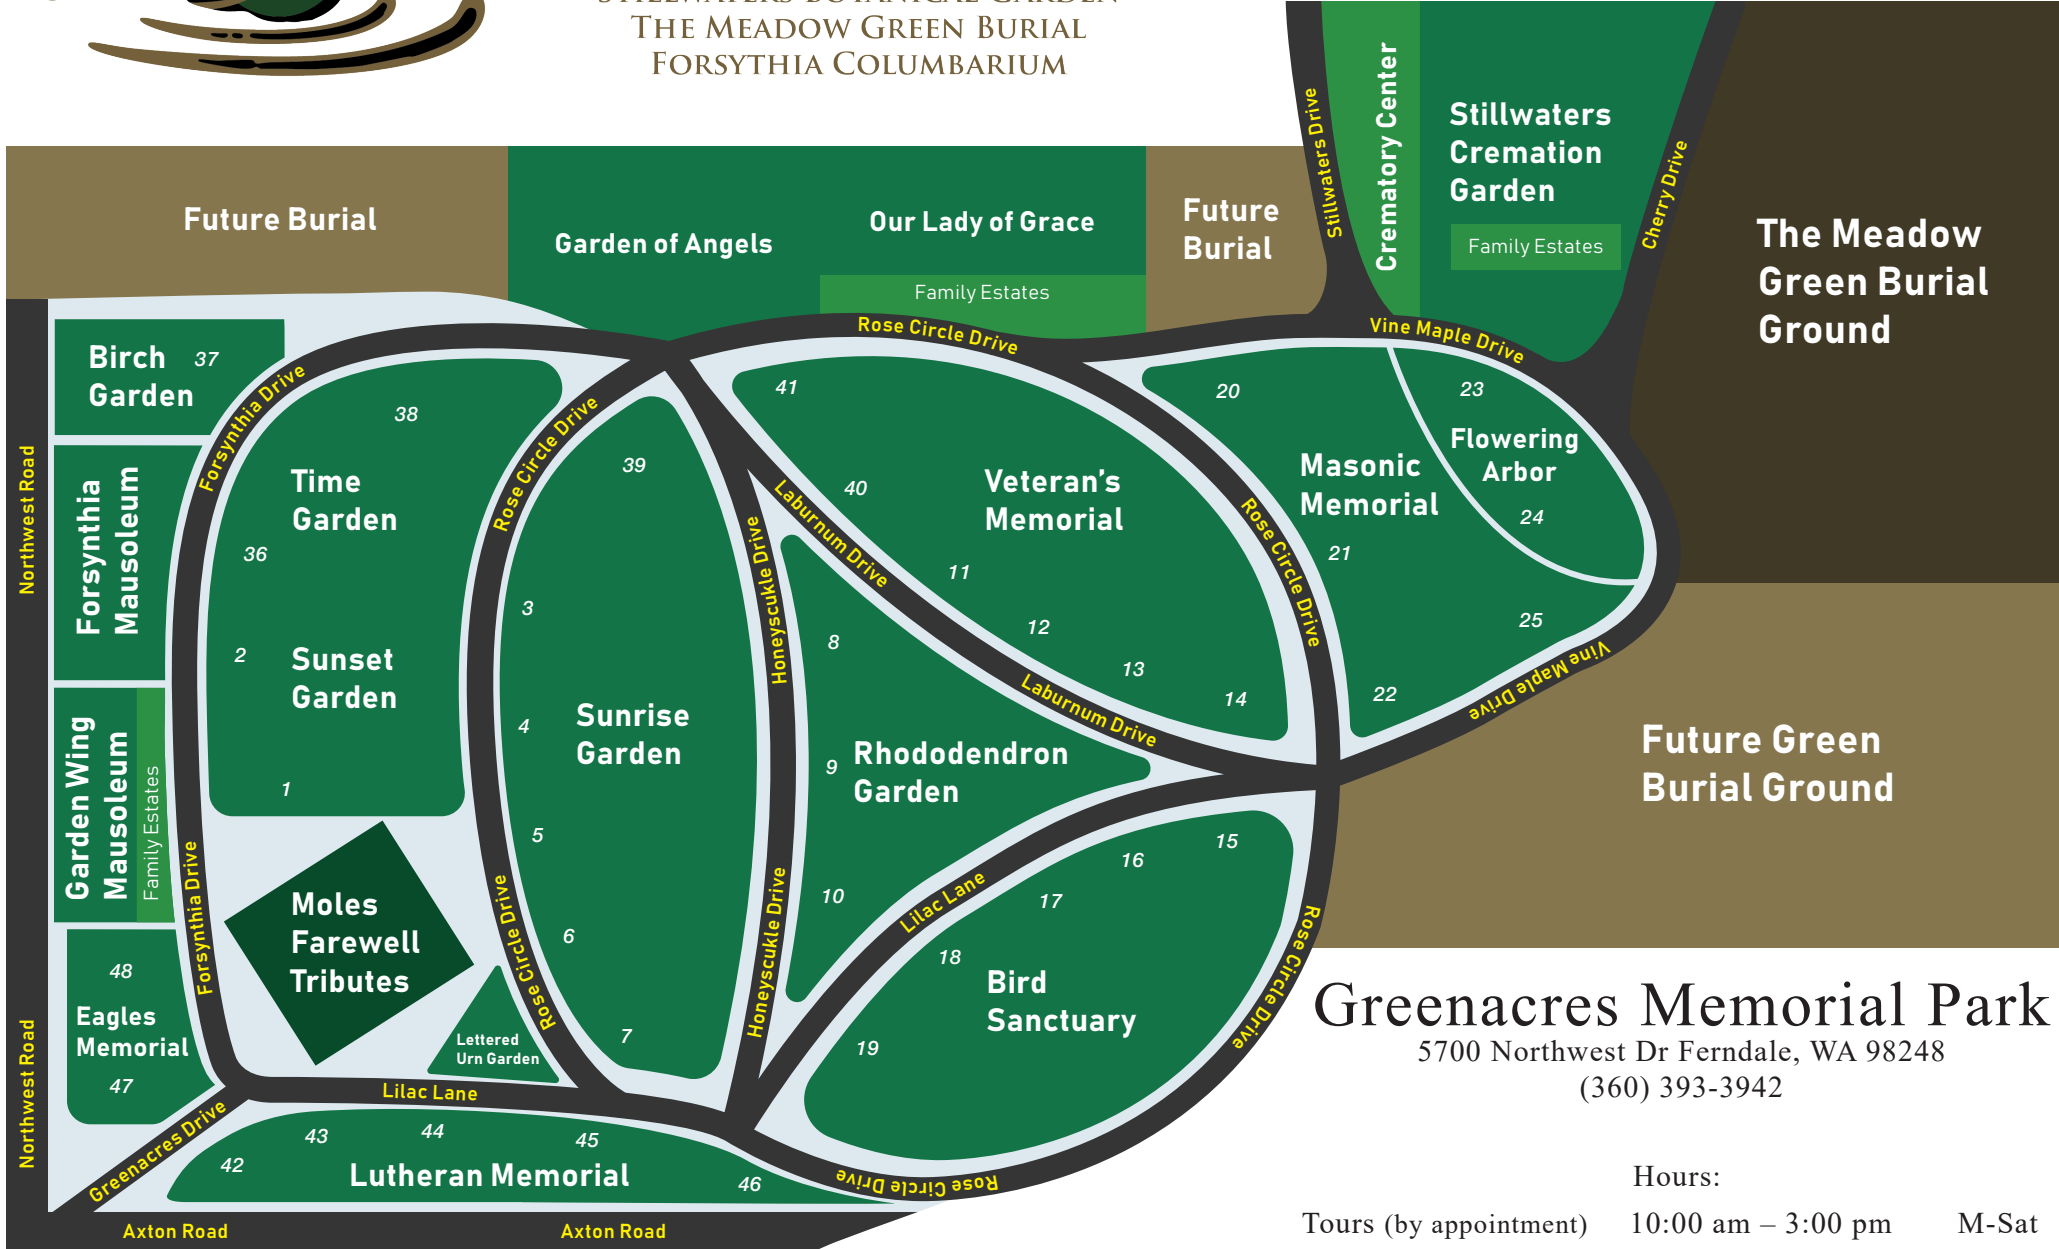 STILLWATERS BOTANICAL GARDEN
THE MEADOW GREEN BURIAL
FORSYTHIA COLUMBARIUM
Future Burial
Garden of Angels
Our Lady of Grace
Family Estates
Future
Burial
Stillwaters Drive
Crematory Center
Stillwaters
Cremation
Garden
Family Estates
Cherry Drive
The Meadow
Green Burial
Ground
Rose Circle Drive
Vine Maple Drive
Birch
Garden
37
Forsynthia Drive
38
Time
Garden
36
Rose Circle Drive
39
41
40
Veteran's
Memorial
11
12
13
14
20
Masonic
Memorial
21
22
23
Flowering
Arbor
24
25
Northwest Road
Forsynthia
Mausoleum
2
Sunset
Garden
1
3
4
Sunrise
Garden
5
6
7
Honeyscukle Drive
Laburnum Drive
Laburnum Drive
Rose Circle Drive
Vine Maple Drive
8
9
Rhododendron
Garden
10
Future Green
Burial Ground
Garden Wing
Mausoleum
Family Estates
Forsynthia Drive
Moles
Farewell
Tributes
Rose Circle Drive
Honeyscukle Drive
Lilac Lane
15
16
17
18
19
Bird
Sanctuary
Rose Circle Drive
48
Eagles
Memorial
47
Lettered
Urn Garden
Lilac Lane
Northwest Road
Greenacres Drive
42
43
44
45
46
Lutheran Memorial
Rose Circle Drive
Axton Road
Axton Road
Greenacres Memorial Park
5700 Northwest Dr Ferndale, WA 98248
(360) 393-3942
Hours:
Tours (by appointment) 10:00 am – 3:00 pm M-Sat